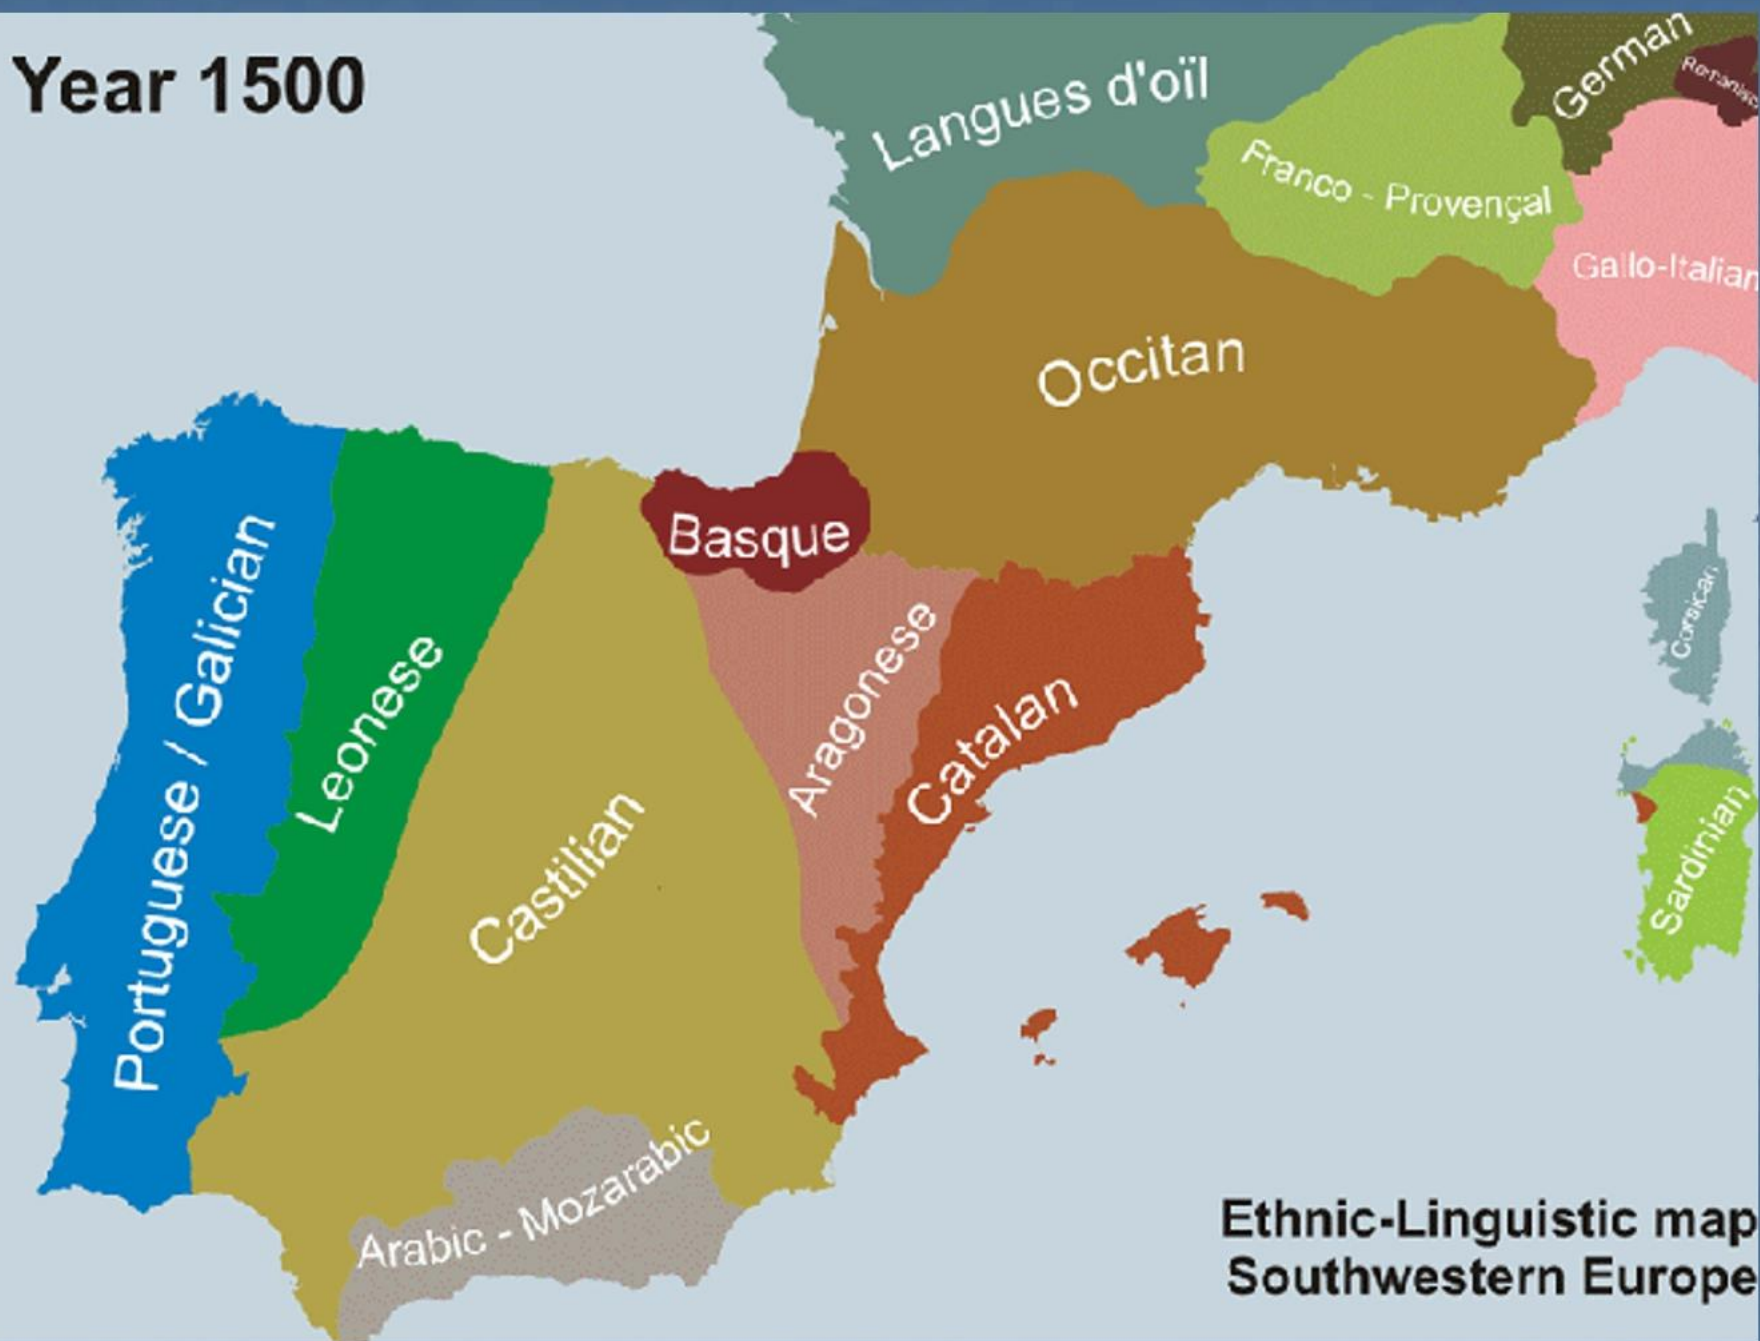 Year 1500
Langues d'oïl
German
Franco - Provençal
Gallo-Italian
Occitan
Basque
Portuguese / Galician
Leonese
Castilian
Aragonese
Catalan
Corsican
Sardinian
Arabic - Mozarabic
Ethnic-Linguistic map
Southwestern Europe